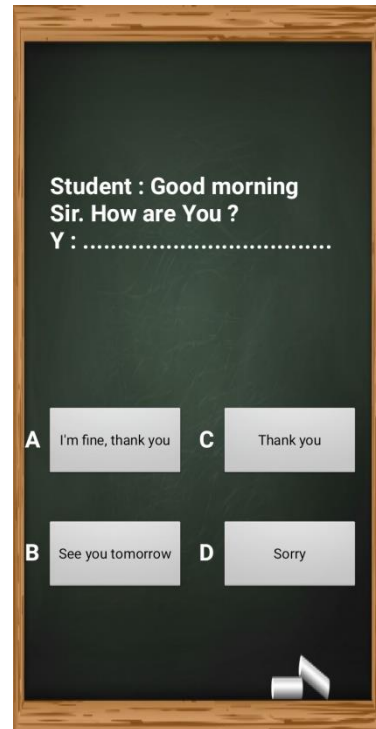 Student : Good morning
Sir. How are You ?
Y : ..................................
A I'm fine, thank you
C Thank you
B See you tomorrow
D Sorry